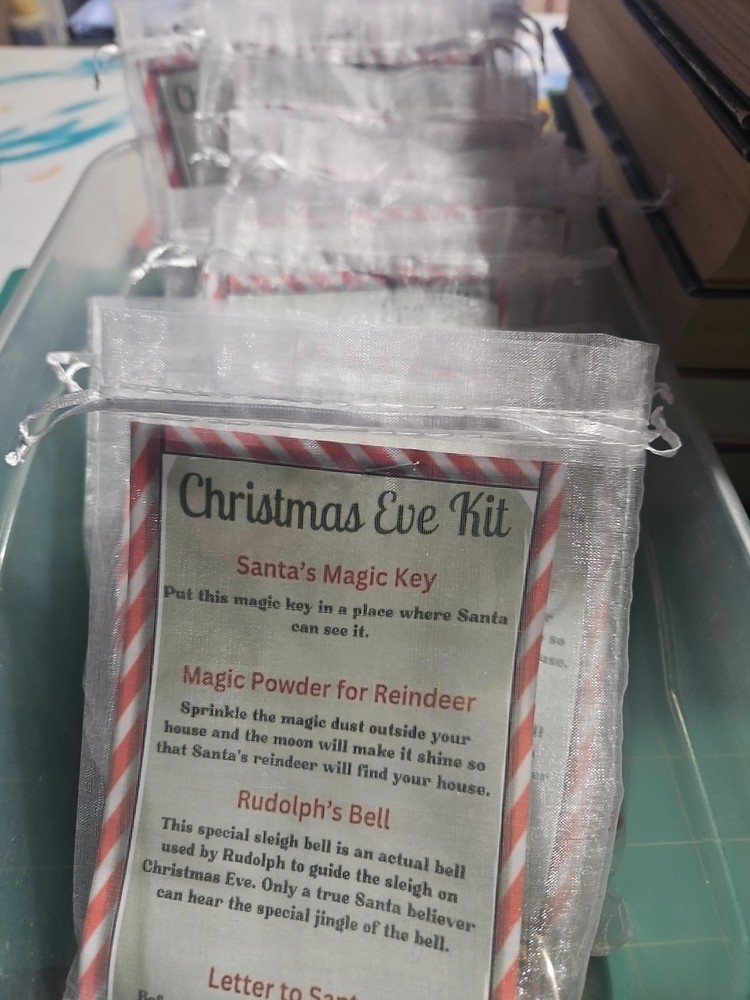 Christmas Eve Kit
Santa's Magic Key
Put this magic key in a place where Santa
can see it.
Magic Powder for Reindeer
Sprinkle the magic dust outside your
house and the moon will make it shine so
that Santa's reindeer will find your house.
Rudolph's Bell
This special sleigh bell is an actual bell
used by Rudolph to guide the sleigh on
Christmas Eve. Only a true Santa believer
can hear the special jingle of the bell.
Letter to
so